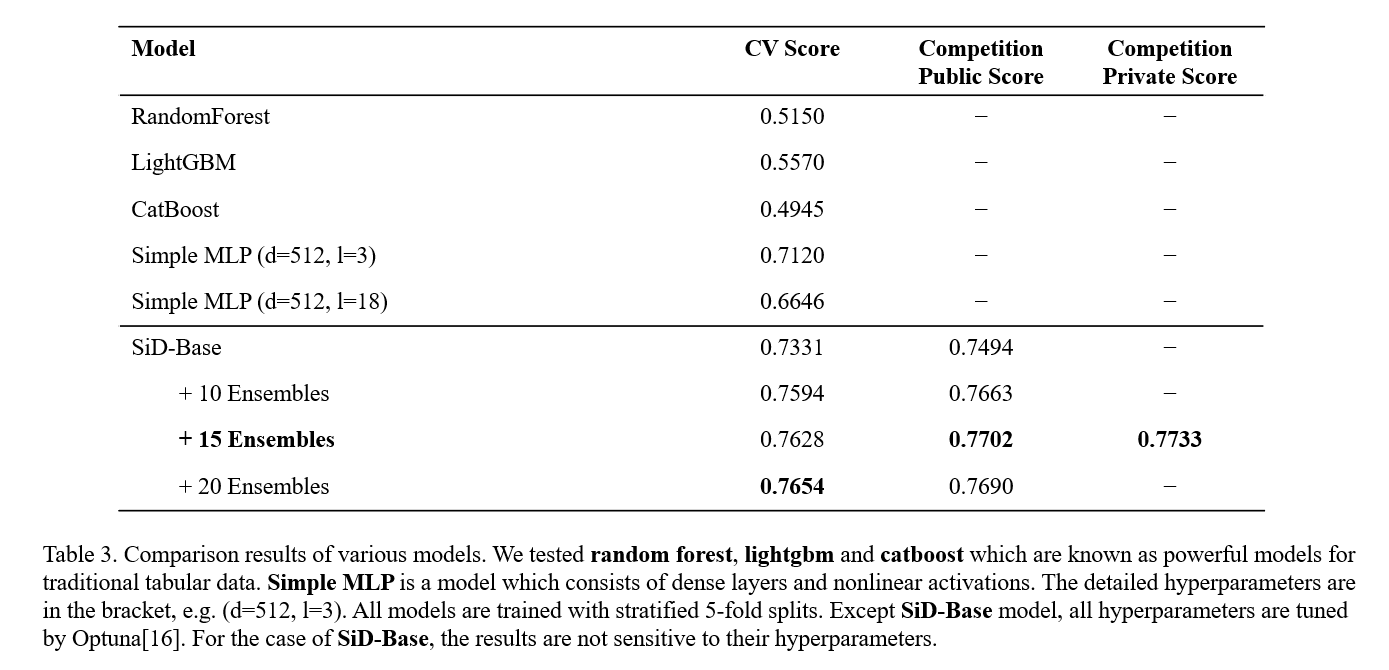 Model CV Score Competition Public Score Competition Private Score
RandomForest 0.5150 – –
LightGBM 0.5570 – –
CatBoost 0.4945 – –
Simple MLP (d=512, l=3) 0.7120 – –
Simple MLP (d=512, l=18) 0.6646 – –
SiD-Base 0.7331 0.7494 –
+ 10 Ensembles 0.7594 0.7663 –
+ 15 Ensembles 0.7628 0.7702 0.7733
+ 20 Ensembles 0.7654 0.7690 –
Table 3. Comparison results of various models. We tested random forest, lightgbm and catboost which are known as powerful models for
traditional tabular data. Simple MLP is a model which consists of dense layers and nonlinear activations. The detailed hyperparameters are
in the bracket, e.g. (d=512, l=3). All models are trained with stratified 5-fold splits. Except SiD-Base model, all hyperparameters are tuned
by Optuna[16]. For the case of SiD-Base, the results are not sensitive to their hyperparameters.